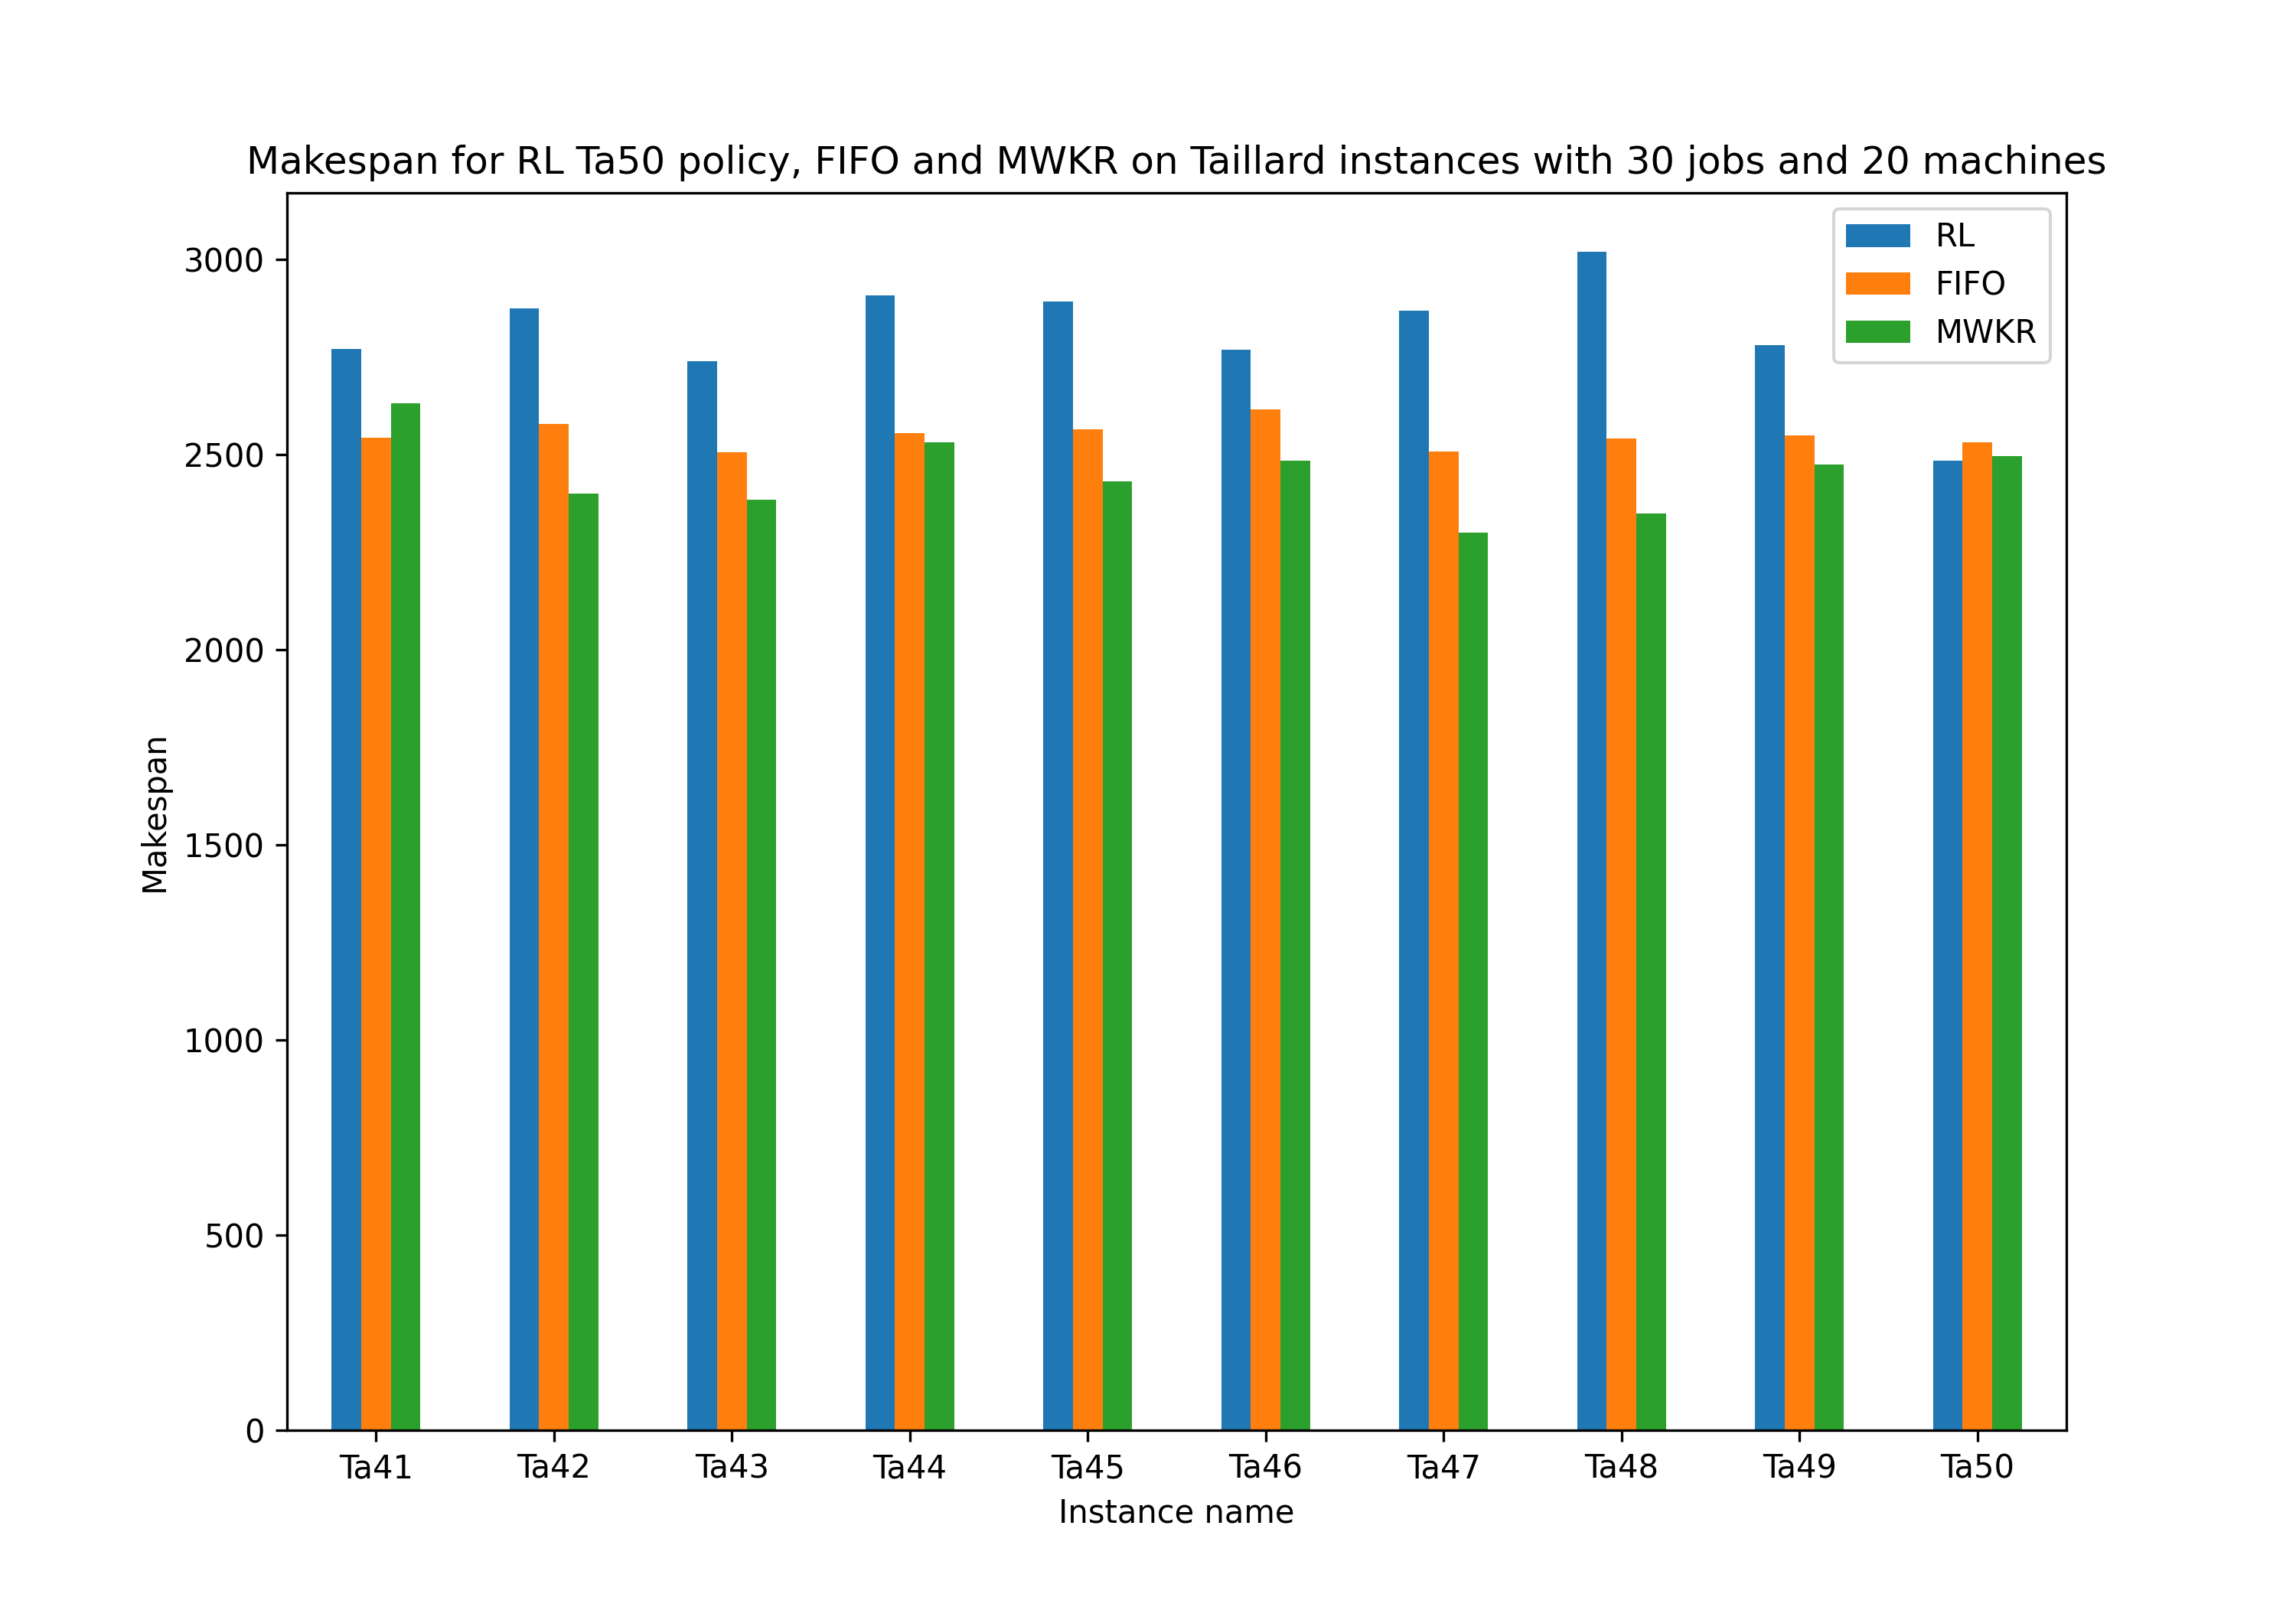 Makespan for RL Ta50 policy, FIFO and MWKR on Taillard instances with 30 jobs and 20 machines
RL
FIFO
MWKR
3000
2500
2000
1500
1000
500
0
Makespan
Ta41 Ta42 Ta43 Ta44 Ta45 Ta46 Ta47 Ta48 Ta49 Ta50
Instance name